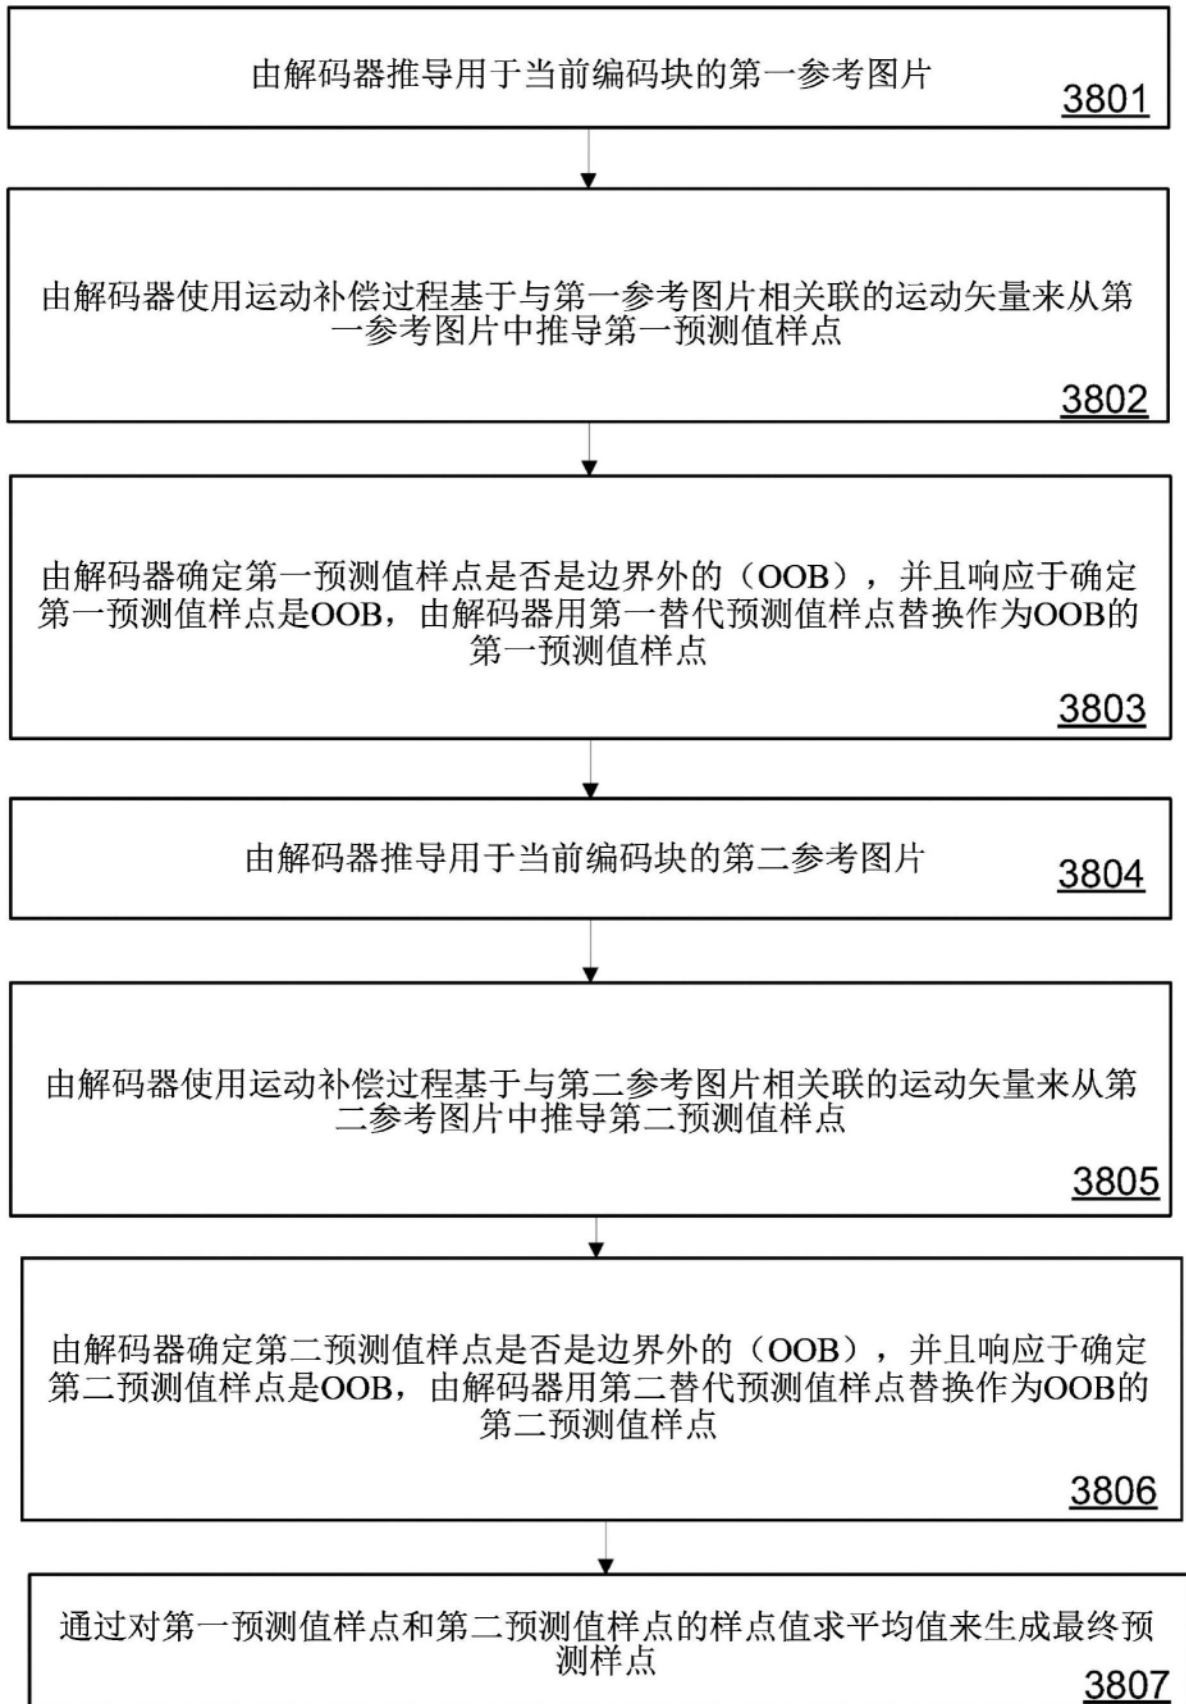 由解码器推导用于当前编码块的第一参考图片
3801
由解码器使用运动补偿过程基于与第一参考图片相关联的运动矢量来从第
一参考图片中推导第一预测值样点
3802
由解码器确定第一预测值样点是否是边界外的（OOB），并且响应于确定
第一预测值样点是OOB，由解码器用第一替代预测值样点替换作为OOB的
第一预测值样点
3803
由解码器推导用于当前编码块的第二参考图片
3804
由解码器使用运动补偿过程基于与第二参考图片相关联的运动矢量来从第
二参考图片中推导第二预测值样点
3805
由解码器确定第二预测值样点是否是边界外的（OOB），并且响应于确定
第二预测值样点是OOB，由解码器用第二替代预测值样点替换作为OOB的
第二预测值样点
3806
通过对第一预测值样点和第二预测值样点的样点值求平均值来生成最终预
测样点
3807